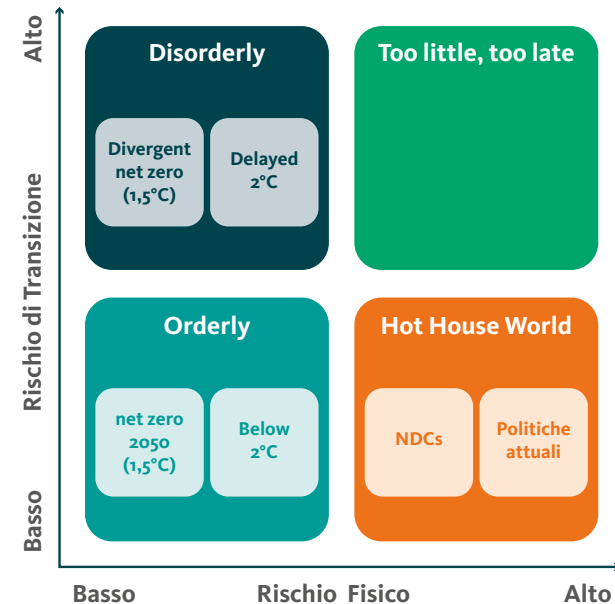 Alto
Rischio di Transizione
Basso
Disorderly
Divergent
net zero
(1,5°C)
Delayed
2°C
Too little, too late
Orderly
net zero
2050
(1,5°C)
Below
2°C
Hot House World
NDCs
Politiche
attuali
Basso
Rischio Fisico
Alto